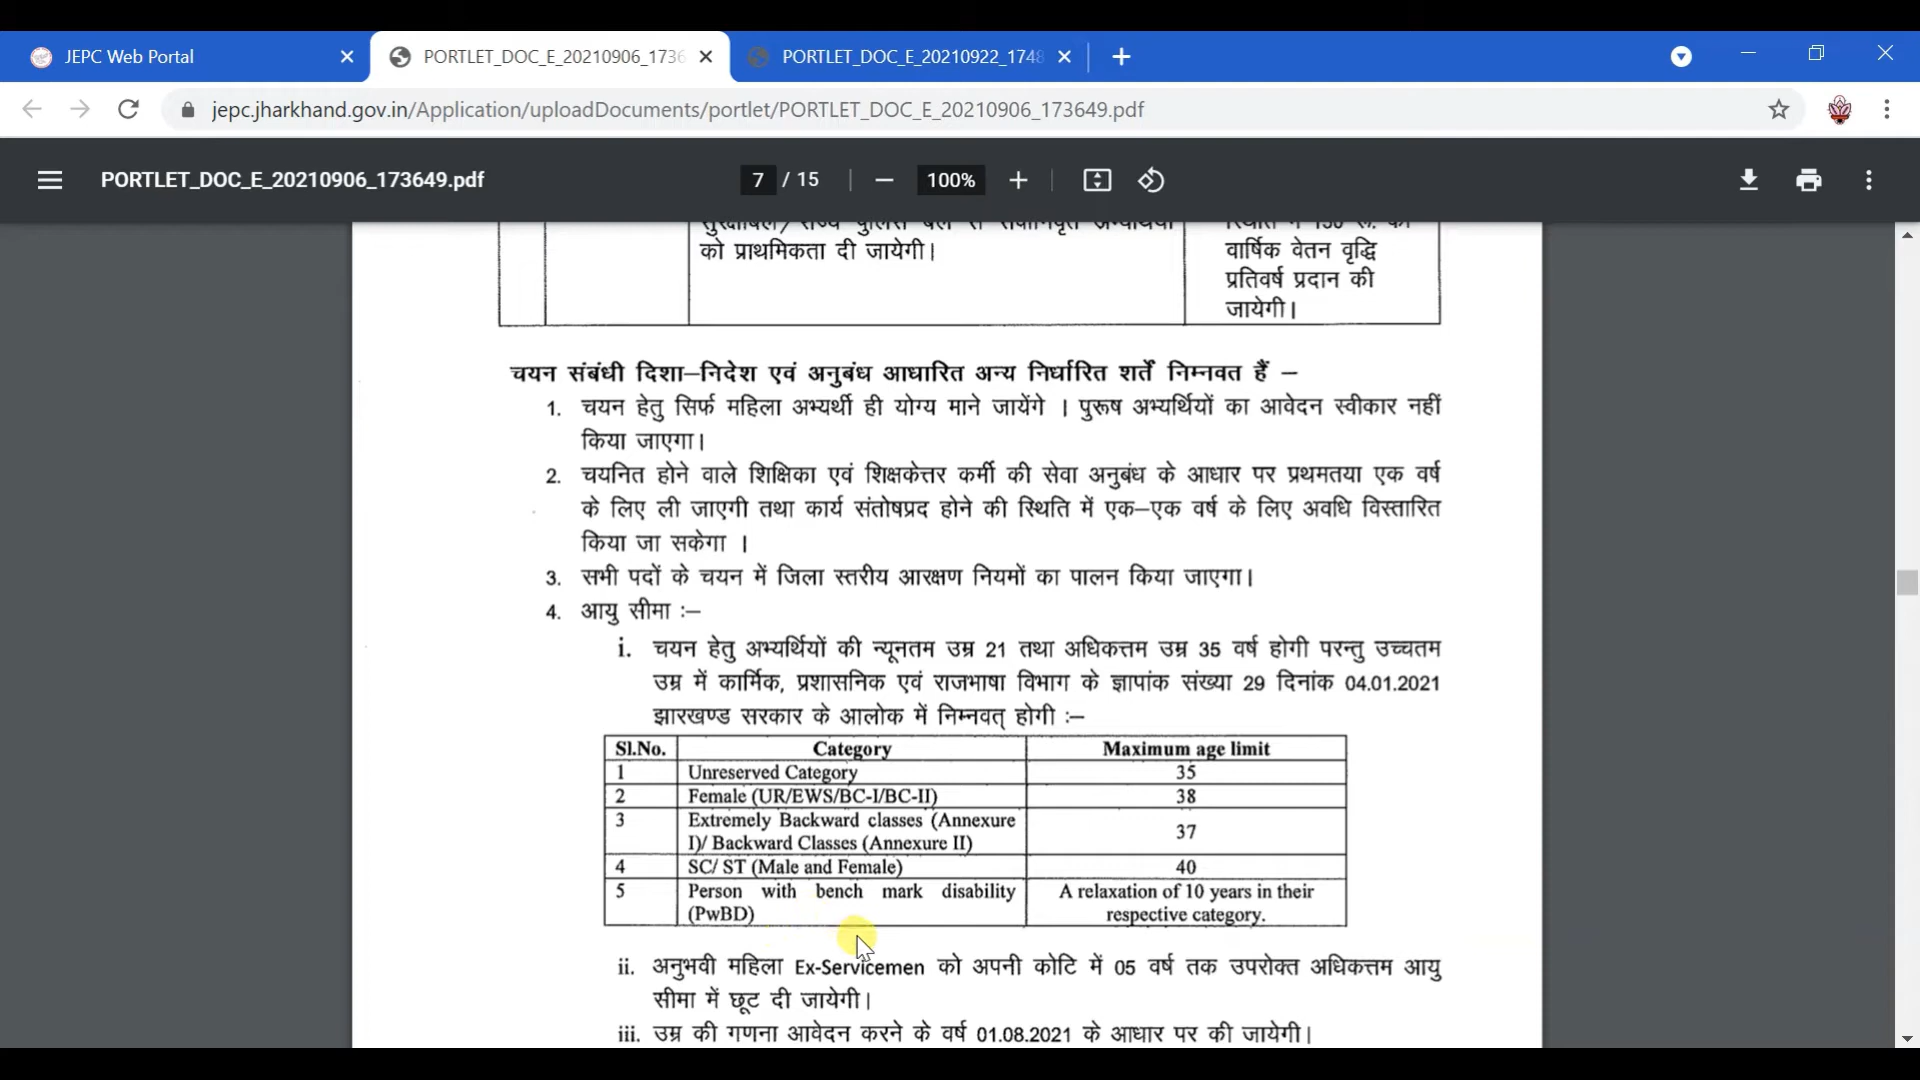 JEPC Web Portal
PORTLET_DOC_E_20210906_1736
PORTLET_DOC_E_20210922_1748
jepc.jharkhand.gov.in/Application/uploadDocuments/portlet/PORTLET_DOC_E_20210906_173649.pdf
PORTLET_DOC_E_20210906_173649.pdf
7 / 15
100%
को प्राथमिकता दी जायेगी।
वार्षिक वेतन वृद्धि
प्रतिवर्ष प्रदान की
जायेगी।
चयन संबंधी दिशा–निदेश एवं अनुबंध आधारित अन्य निर्धारित शर्तें निम्नवत हैं –
1. चयन हेतु सिर्फ महिला अभ्यर्थी ही योग्य माने जायेंगे । पुरूष अभ्यर्थियों का आवेदन स्वीकार नहीं
किया जाएगा।
2. चयनित होने वाले शिक्षिका एवं शिक्षकेत्तर कर्मी की सेवा अनुबंध के आधार पर प्रथमतया एक वर्ष
के लिए ली जाएगी तथा कार्य संतोषप्रद होने की स्थिति में एक–एक वर्ष के लिए अवधि विस्तारित
किया जा सकेगा ।
3. सभी पदों के चयन में जिला स्तरीय आरक्षण नियमों का पालन किया जाएगा।
4. आयु सीमा :–
i. चयन हेतु अभ्यर्थियों की न्यूनतम उम्र 21 तथा अधिकत्तम उम्र 35 वर्ष होगी परन्तु उच्चतम
उम्र में कार्मिक, प्रशासनिक एवं राजभाषा विभाग के ज्ञापांक संख्या 29 दिनांक 04.01.2021
झारखण्ड सरकार के आलोक में निम्नवत् होगी :–
Sl.No. Category Maximum age limit
1 Unreserved Category 35
2 Female (UR/EWS/BC-I/BC-II) 38
3 Extremely Backward classes (Annexure
I)/ Backward Classes (Annexure II) 37
4 SC/ ST (Male and Female) 40
5 Person with bench mark disability A relaxation of 10 years in their
(PwBD) respective category.
ii. अनुभवी महिला Ex-Servicemen को अपनी कोटि में 05 वर्ष तक उपरोक्त अधिकत्तम आयु
सीमा में छूट दी जायेगी।
iii. उम्र की गणना आवेदन करने के वर्ष 01.08.2021 के आधार पर की जायेगी।